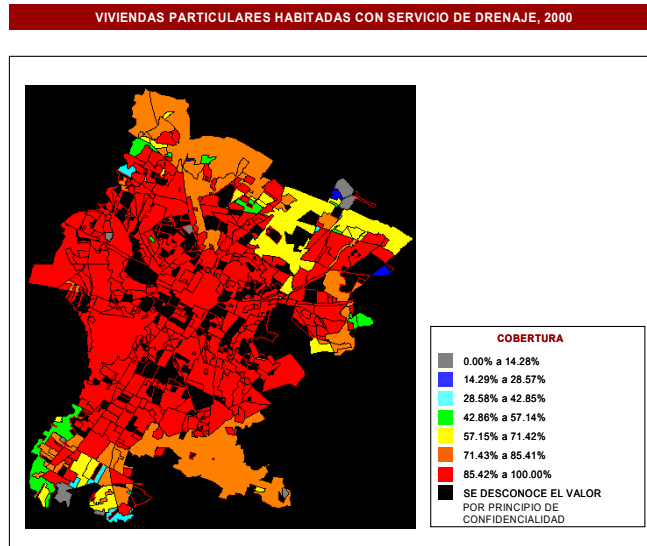 VIVIENDAS PARTICULARES HABITADAS CON SERVICIO DE DRENAJE, 2000
COBERTURA
0.00% a 14.28%
14.29% a 28.57%
28.58% a 42.85%
42.86% a 57.14%
57.15% a 71.42%
71.43% a 85.41%
85.42% a 100.00%
SE DESCONOCE EL VALOR
POR PRINCIPIO DE
CONFIDENCIALIDAD